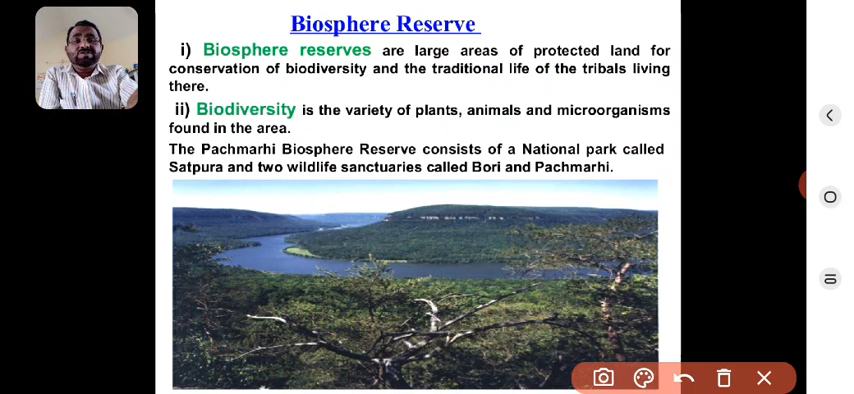 Biosphere Reserve
i) Biosphere reserves are large areas of protected land for
conservation of biodiversity and the traditional life of the tribals living
there.
ii) Biodiversity is the variety of plants, animals and microorganisms
found in the area.
The Pachmarhi Biosphere Reserve consists of a National park called
Satpura and two wildlife sanctuaries called Bori and Pachmarhi.